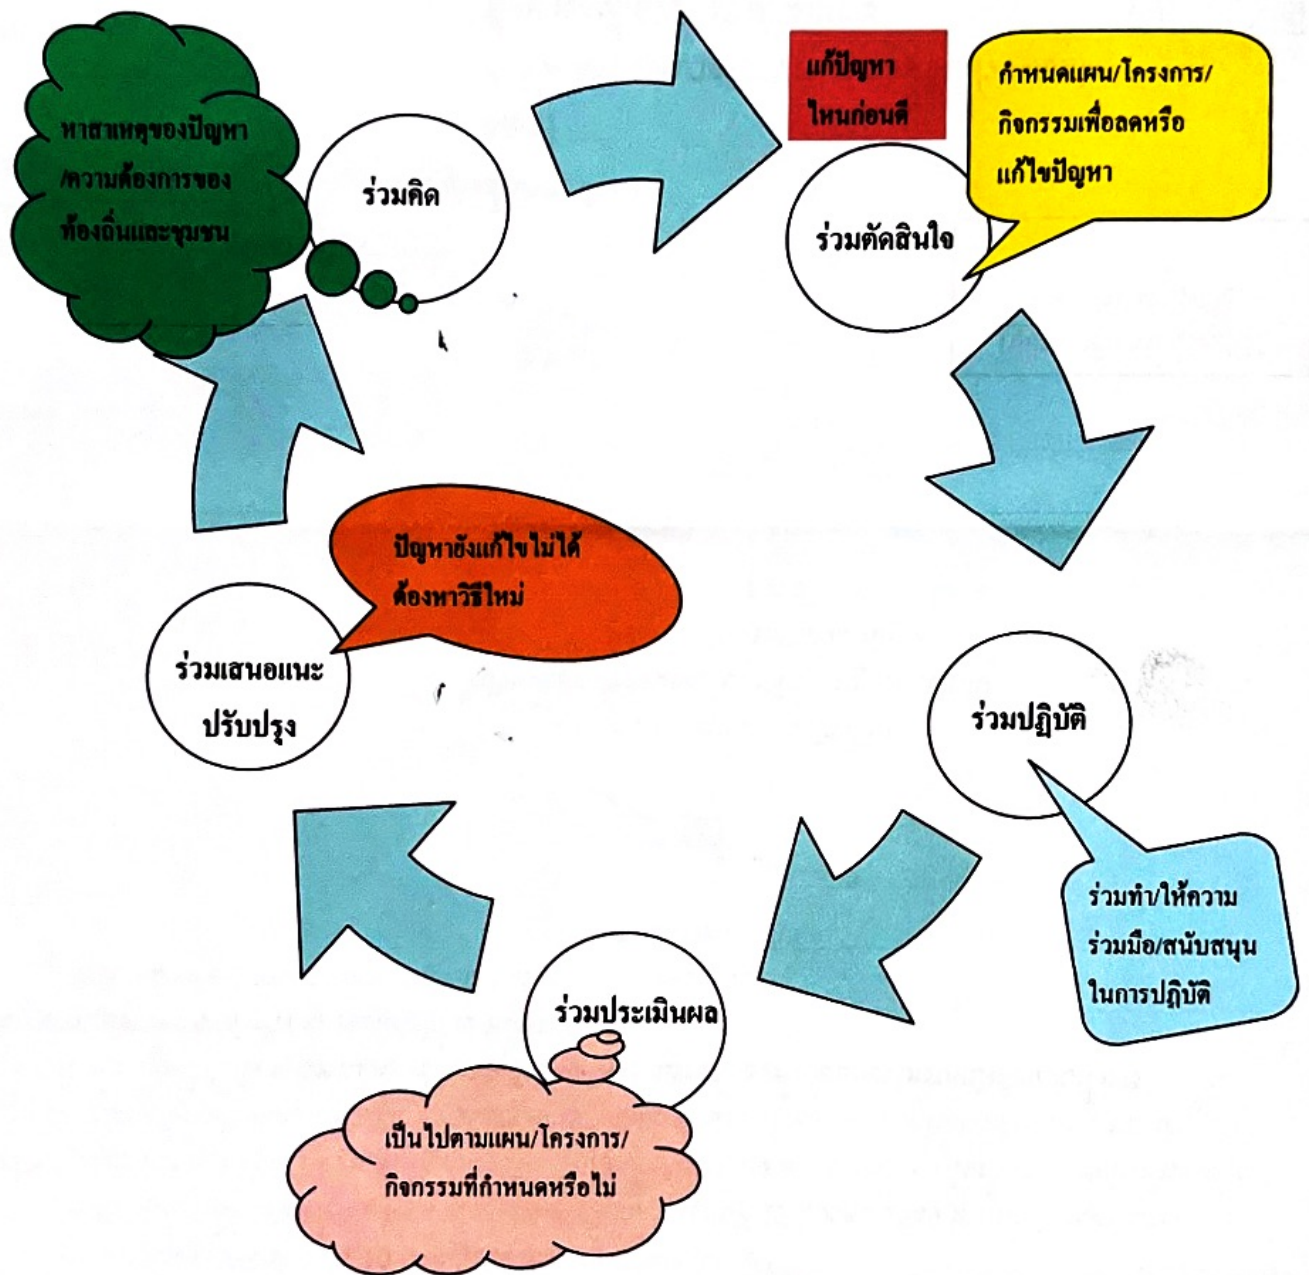 หาสาเหตุของปัญหา
/ความต้องการของ
ท้องถิ่นและชุมชน
ร่วมคิด
แก้ปัญหา
ไหนก่อนดี
กำหนดแผน/โครงการ/
กิจกรรมเพื่อลดหรือ
แก้ไขปัญหา
ร่วมตัดสินใจ
ร่วมปฏิบัติ
ร่วมทำ/ให้ความ
ร่วมมือ/สนับสนุน
ในการปฏิบัติ
ร่วมประเมินผล
เป็นไปตามแผน/โครงการ/
กิจกรรมที่กำหนดหรือไม่
ร่วมเสนอแนะ
ปรับปรุง
ปัญหายังแก้ไขไม่ได้
ต้องหาวิธีใหม่